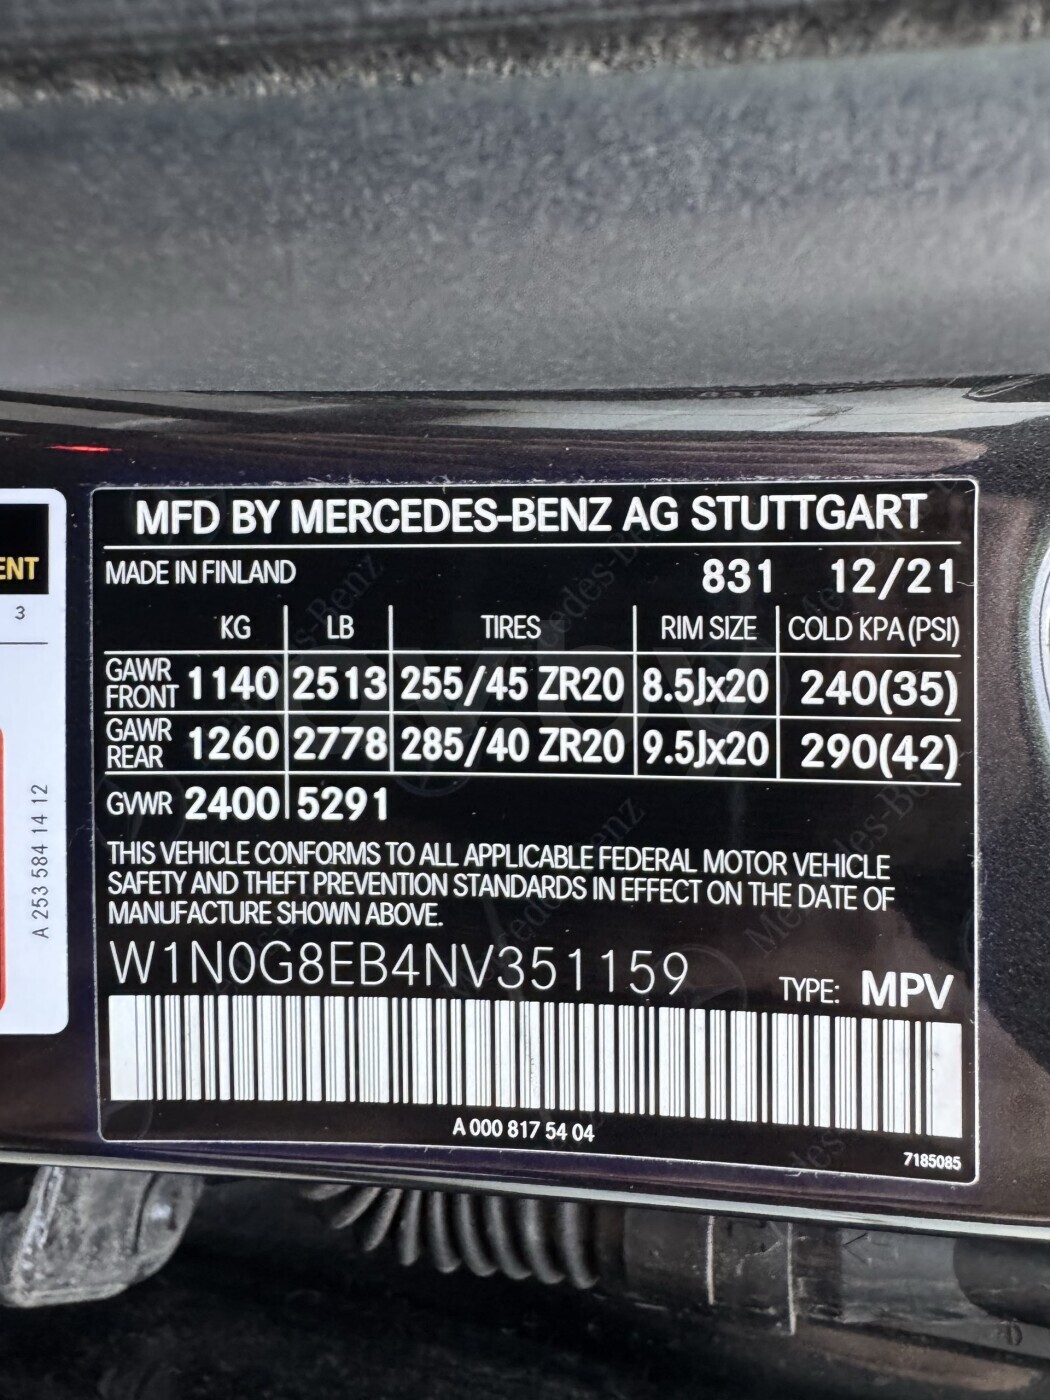 MFD BY MERCEDES-BENZ AG STUTTGART
MADE IN FINLAND 831 12/21
KG LB TIRES RIM SIZE COLD KPA (PSI)
GAWR FRONT 1140 2513 255/45 ZR20 8.5Jx20 240(35)
GAWR REAR 1260 2778 285/40 ZR20 9.5Jx20 290(42)
GVWR 2400 5291
THIS VEHICLE CONFORMS TO ALL APPLICABLE FEDERAL MOTOR VEHICLE
SAFETY AND THEFT PREVENTION STANDARDS IN EFFECT ON THE DATE OF
MANUFACTURE SHOWN ABOVE.
W1N0G8EB4NV351159 TYPE: MPV
A 000 817 54 04
7185085
ENT
3
A 253 584 14 12
Mercedes-Benz